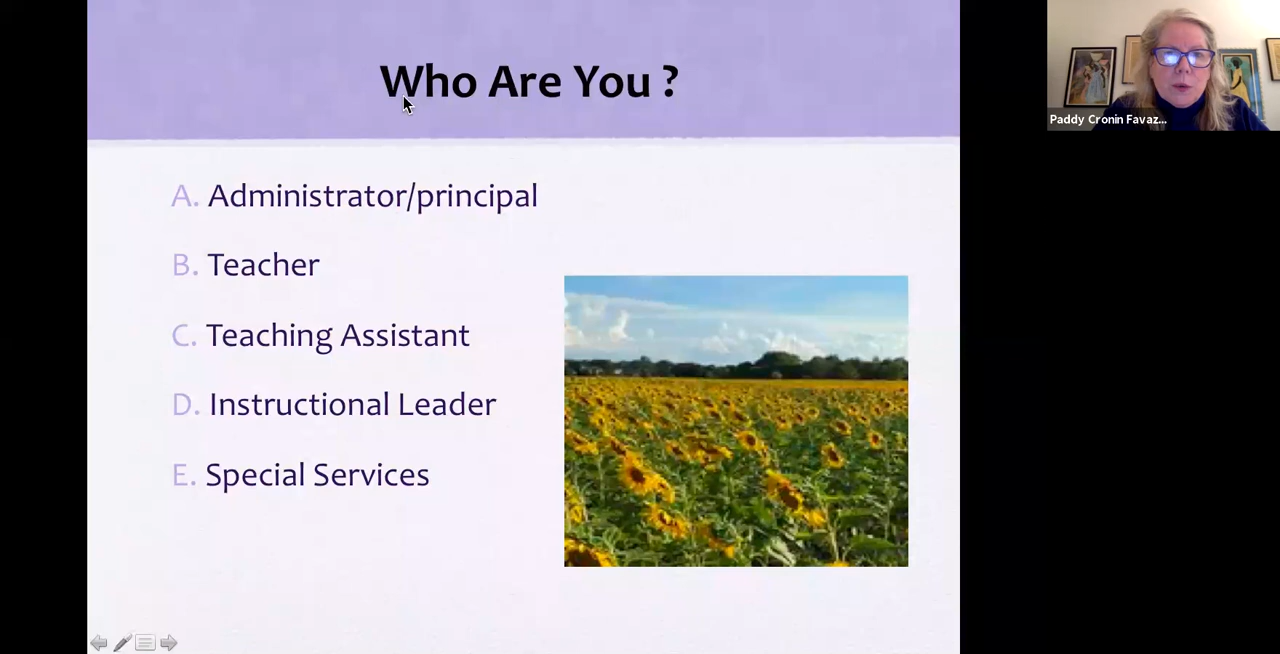 Who Are You ?
A. Administrator/principal
B. Teacher
C. Teaching Assistant
D. Instructional Leader
E. Special Services
Paddy Cronin Favaz...